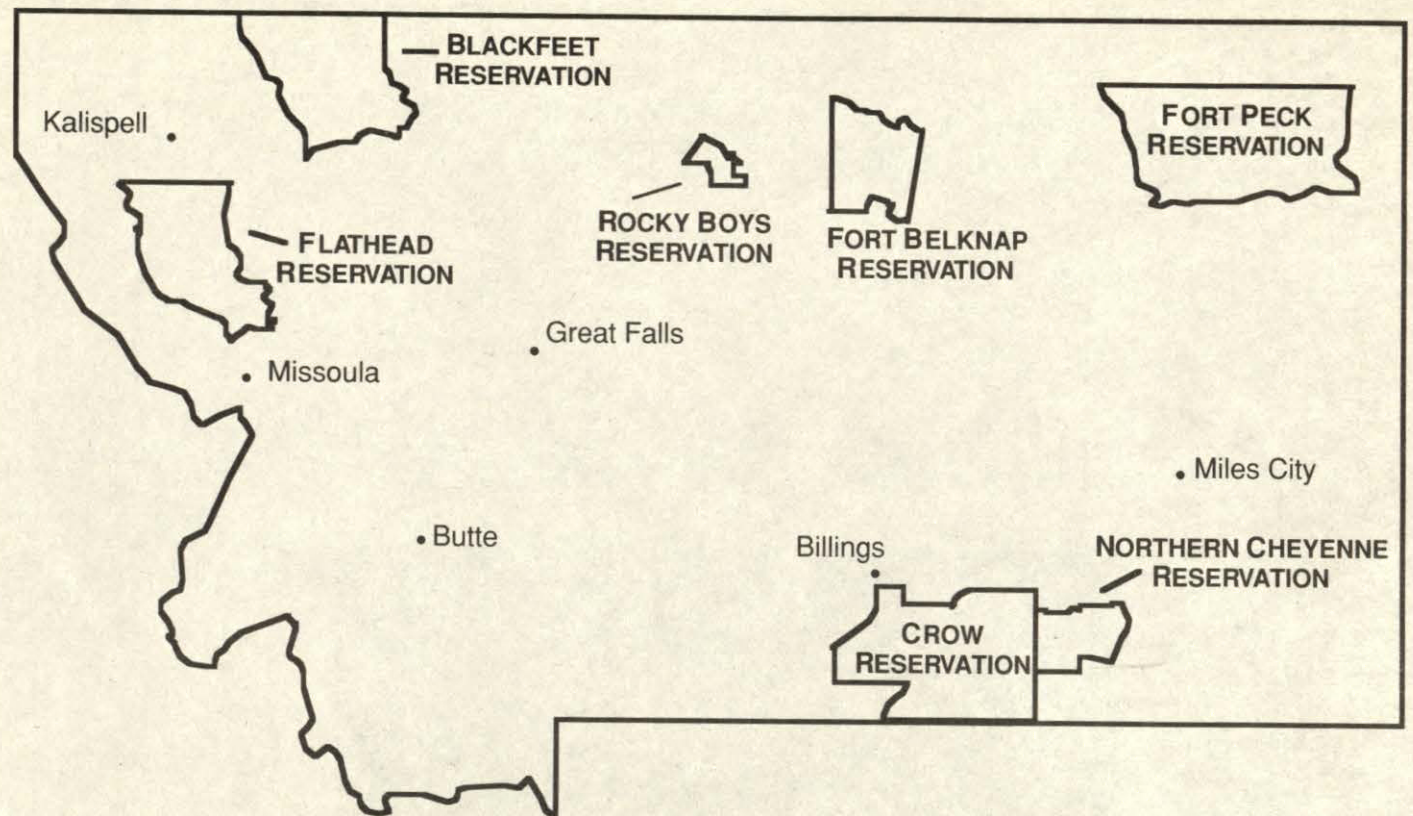 BLACKFEET
RESERVATION
Kalispell
FORT PECK
RESERVATION
ROCKY BOYS
RESERVATION
FORT BELKNAP
RESERVATION
FLATHEAD
RESERVATION
Great Falls
Missoula
Miles City
Butte
Billings
NORTHERN CHEYENNE
RESERVATION
CROW
RESERVATION